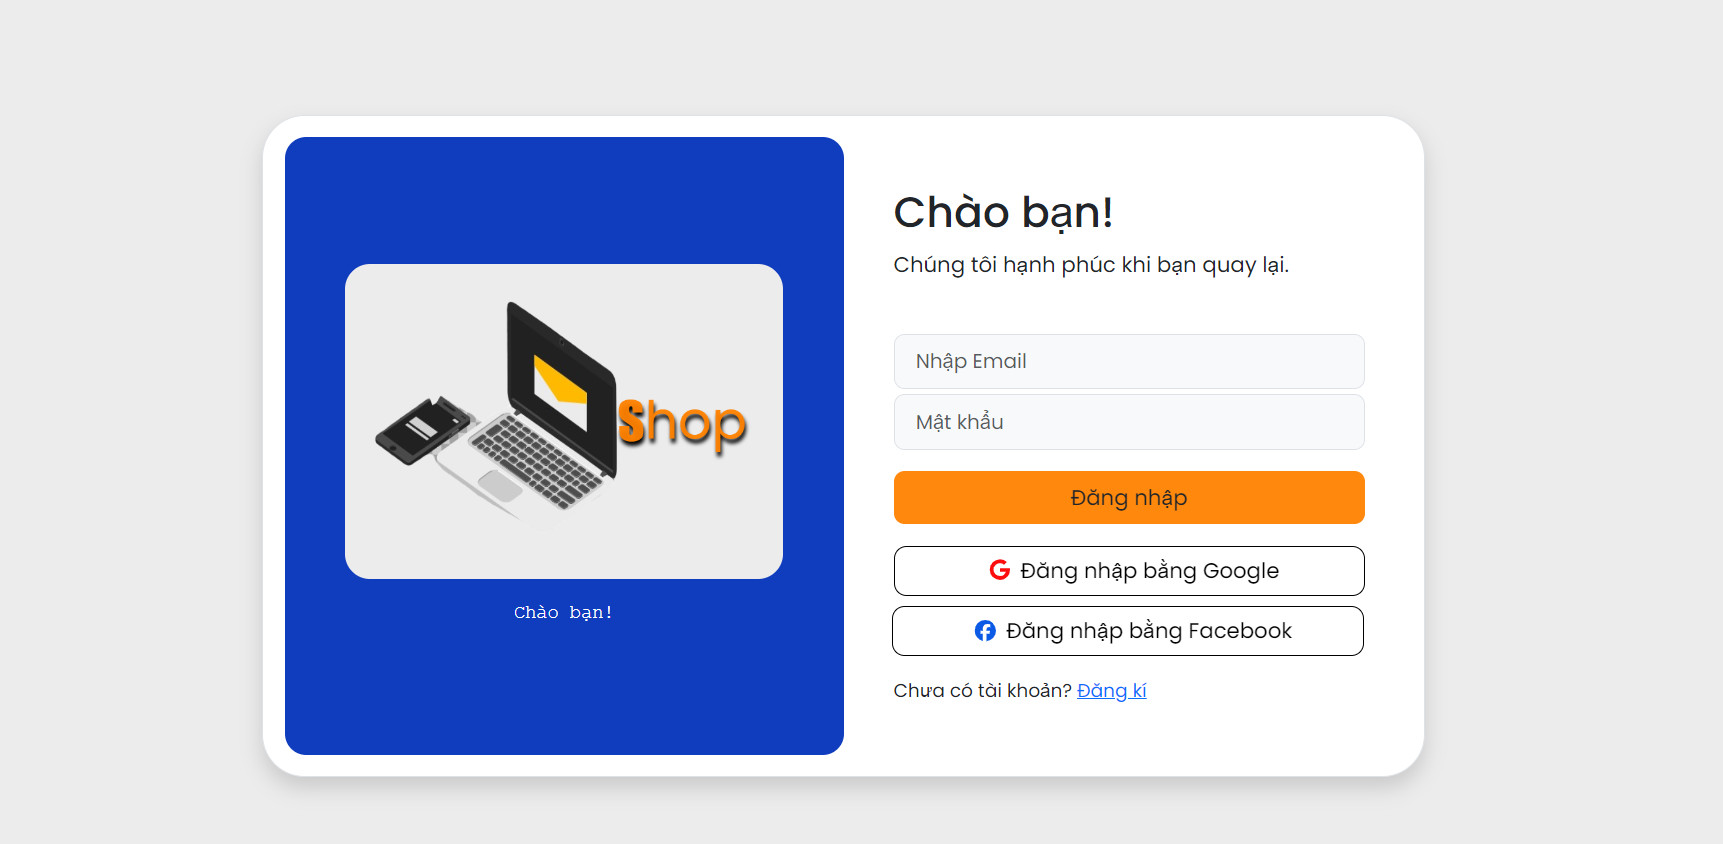 Shop
Chào bạn!
Chào bạn!
Chúng tôi hạnh phúc khi bạn quay lại.
Nhập Email
Mật khẩu
Đăng nhập
Đăng nhập bằng Google
Đăng nhập bằng Facebook
Chưa có tài khoản? Đăng kí